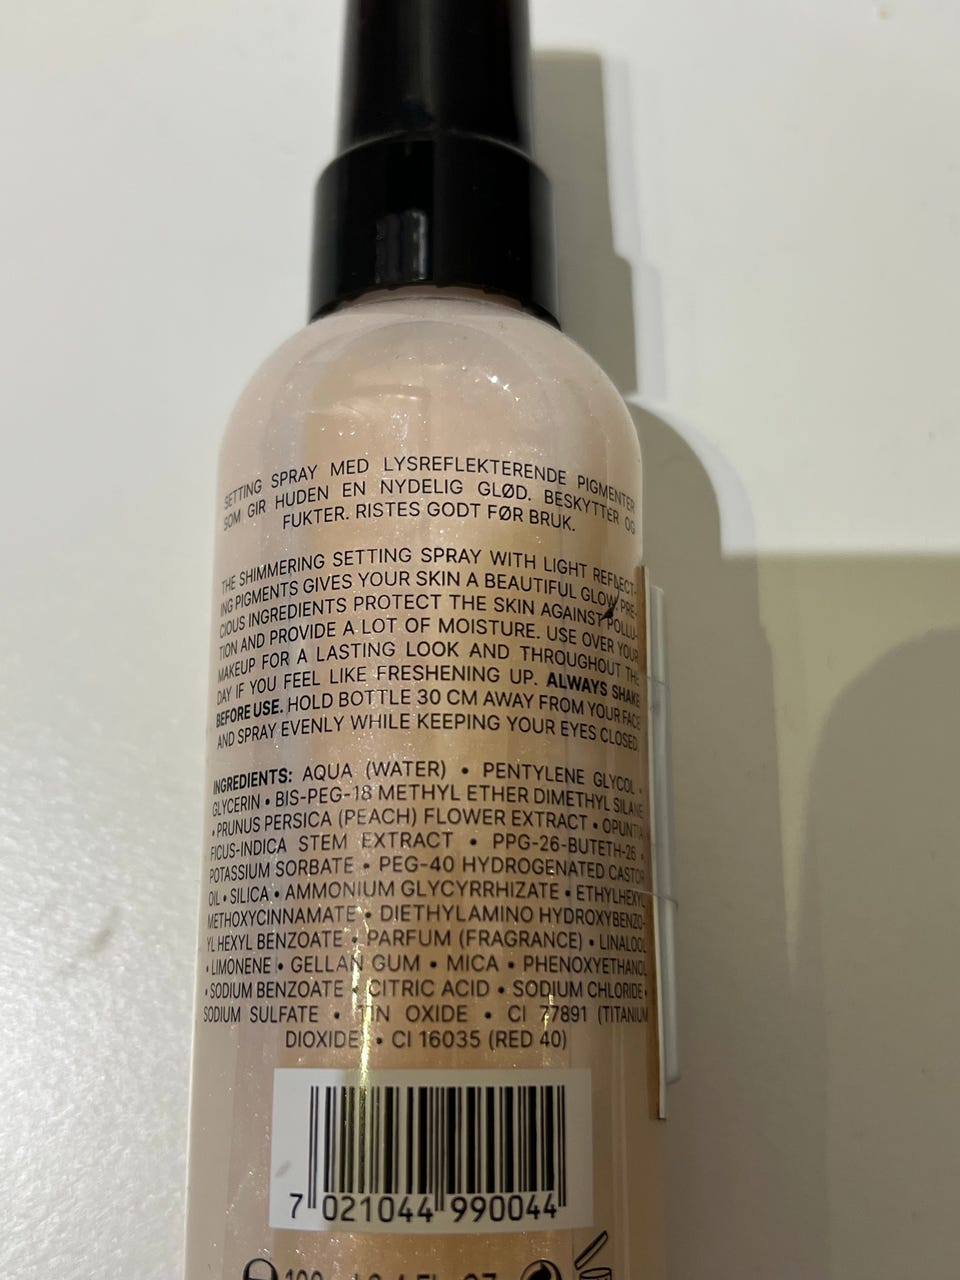 SETTING SPRAY MED LYSREFLEKTERENDE PIGMENTER
SOM GIR HUDEN EN NYDELIG GLØD. BESKYTTER OG
FUKTER. RISTES GODT FØR BRUK.
THE SHIMMERING SETTING SPRAY WITH LIGHT REFLECT-
ING PIGMENTS GIVES YOUR SKIN A BEAUTIFUL GLOW. PRE-
CIOUS INGREDIENTS PROTECT THE SKIN AGAINST POLLU-
TION AND PROVIDE A LOT OF MOISTURE. USE OVER YOUR
MAKEUP FOR A LASTING LOOK AND THROUGHOUT THE
DAY IF YOU FEEL LIKE FRESHENING UP. ALWAYS SHAKE
BEFORE USE. HOLD BOTTLE 30 CM AWAY FROM YOUR FACE
AND SPRAY EVENLY WHILE KEEPING YOUR EYES CLOSED.
INGREDIENTS: AQUA (WATER) • PENTYLENE GLYCOL •
GLYCERIN • BIS-PEG-18 METHYL ETHER DIMETHYL SILANE
• PRUNUS PERSICA (PEACH) FLOWER EXTRACT • OPUNTIA
FICUS-INDICA STEM EXTRACT • PPG-26-BUTETH-26 •
POTASSIUM SORBATE • PEG-40 HYDROGENATED CASTOR
OIL • SILICA • AMMONIUM GLYCYRRHIZATE • ETHYLHEXYL
METHOXYCINNAMATE • DIETHYLAMINO HYDROXYBENZO-
YL HEXYL BENZOATE • PARFUM (FRAGRANCE) • LINALOOL
• LIMONENE • GELLAN GUM • MICA • PHENOXYETHANOL
• SODIUM BENZOATE • CITRIC ACID • SODIUM CHLORIDE •
SODIUM SULFATE • TIN OXIDE • CI 77891 (TITANIUM
DIOXIDE) • CI 16035 (RED 40)
7 021044 990044